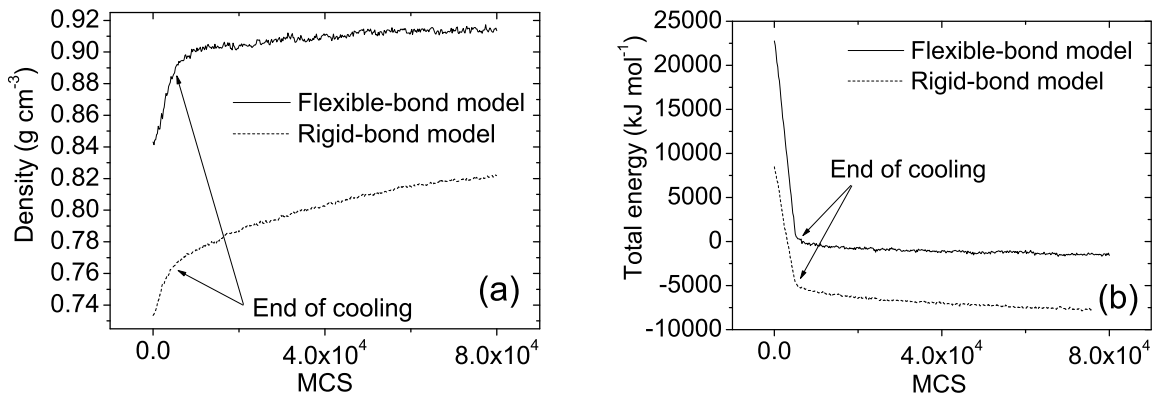 0.92
0.90
0.88
0.86
0.84
0.82
0.80
0.78
0.76
0.74
Density (g cm⁻³)
Flexible-bond model
Rigid-bond model
End of cooling
(a)
0.0
4.0x10⁴
8.0x10⁴
MCS
25000
20000
15000
10000
5000
0
-5000
-10000
Total energy (kJ mol⁻¹)
Flexible-bond model
Rigid-bond model
End of cooling
(b)
0.0
4.0x10⁴
8.0x10⁴
MCS